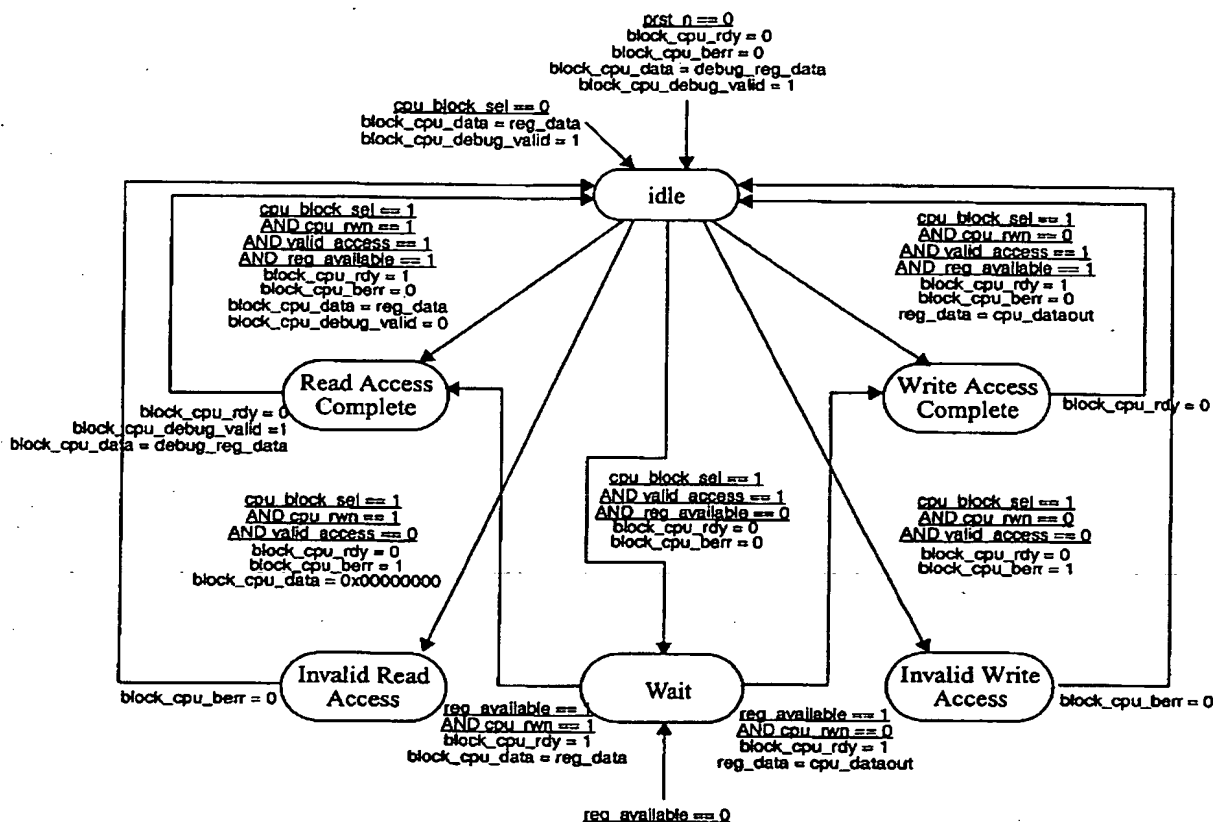 prst_n == 0
block_cpu_rdy = 0
block_cpu_berr = 0
block_cpu_data = debug_reg_data
block_cpu_debug_valid = 1
cpu_block_sel == 0
block_cpu_data = reg_data
block_cpu_debug_valid = 1
idle
cpu_block_sel == 1
AND cpu_rwn == 1
AND valid_access == 1
AND reg_available == 1
block_cpu_rdy = 1
block_cpu_berr = 0
block_cpu_data = reg_data
block_cpu_debug_valid = 0
cpu_block_sel == 1
AND cpu_rwn == 0
AND valid_access == 1
AND reg_available == 1
block_cpu_rdy = 1
block_cpu_berr = 0
reg_data = cpu_dataout
Read Access
Complete
Write Access
Complete
block_cpu_rdy = 0
block_cpu_debug_valid =1
block_cpu_data = debug_reg_data
block_cpu_rdy = 0
cpu_block_sel == 1
AND valid_access == 1
AND reg_available == 0
block_cpu_rdy = 0
block_cpu_berr = 0
cpu_block_sel == 1
AND cpu_rwn == 1
AND valid_access == 0
block_cpu_rdy = 0
block_cpu_berr = 1
block_cpu_data = 0x00000000
cpu_block_sel == 1
AND cpu_rwn == 0
AND valid_access == 0
block_cpu_rdy = 0
block_cpu_berr = 1
Invalid Read
Access
Wait
Invalid Write
Access
block_cpu_berr = 0
block_cpu_berr = 0
reg_available == 1
AND cpu_rwn == 1
block_cpu_rdy = 1
block_cpu_data = reg_data
reg_available == 1
AND cpu_rwn == 0
block_cpu_rdy = 1
reg_data = cpu_dataout
reg_available == 0